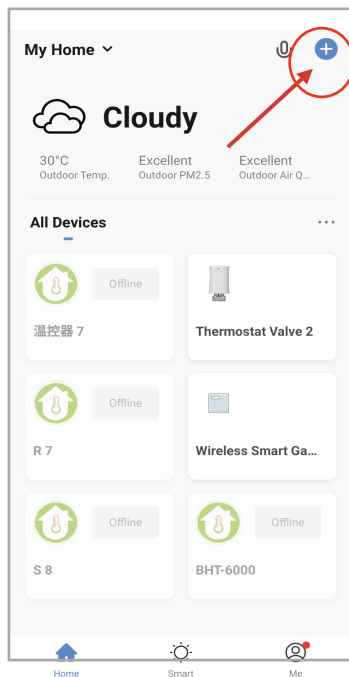 My Home
Cloudy
30°C Excellent Excellent
Outdoor Temp. Outdoor PM2.5 Outdoor Air Q...
All Devices
Offline
温控器 7
Thermostat Valve 2
Offline
R 7
Wireless Smart Ga...
Offline
S 8
Offline
BHT-6000
Home Smart Me